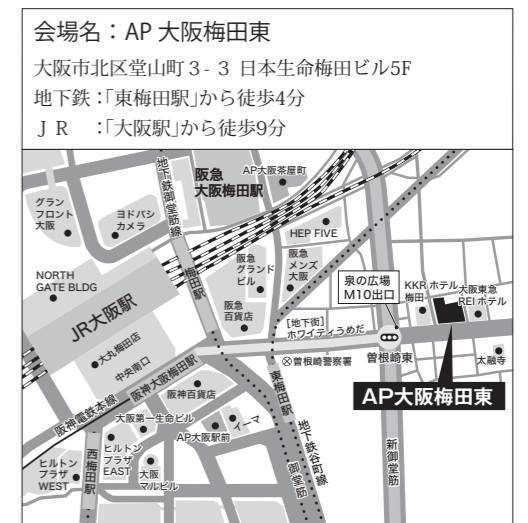 会場名：AP 大阪梅田東
大阪市北区堂山町３-３ 日本生命梅田ビル5F
地下鉄：「東梅田駅」から徒歩4分
ＪＲ　：「大阪駅」から徒歩9分
地下鉄御堂筋線
阪急
大阪梅田駅
AP大阪茶屋町
グラン
フロント
大阪
ヨドバシ
カメラ
HEP FIVE
NORTH
GATE BLDG
梅田駅
阪急
グランド
ビル
阪急
メンズ
大阪
泉の広場
M10出口
KKR ホテル
梅田
大阪東急
REI ホテル
JR大阪駅
阪急
百貨店
［地下街］
ホワイティうめだ
大丸梅田店
中央南口
曽根崎警察署
曽根崎東
太融寺
阪神電鉄本線
阪神大阪梅田駅
阪神百貨店
東梅田駅
AP大阪梅田東
大阪第一生命ビル
イーマ
AP大阪駅前
西梅田駅
ヒルトン
プラザ
EAST
ヒルトン
プラザ
WEST
大阪
マルビル
御堂筋
地下鉄谷町線
新御堂筋